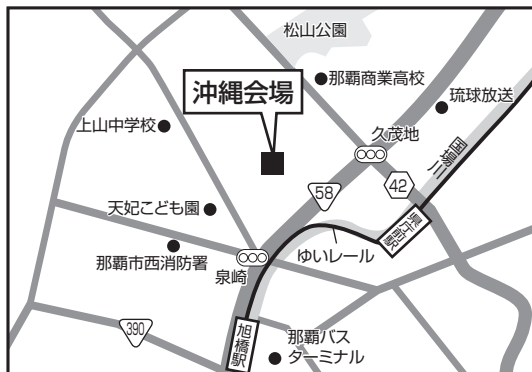 松山公園
那覇商業高校
沖縄会場
琉球放送
上山中学校
久茂地
国場川
58
42
天妃こども園
県庁前駅
那覇市西消防署
泉崎
ゆいレール
390
旭橋駅
那覇バス
ターミナル